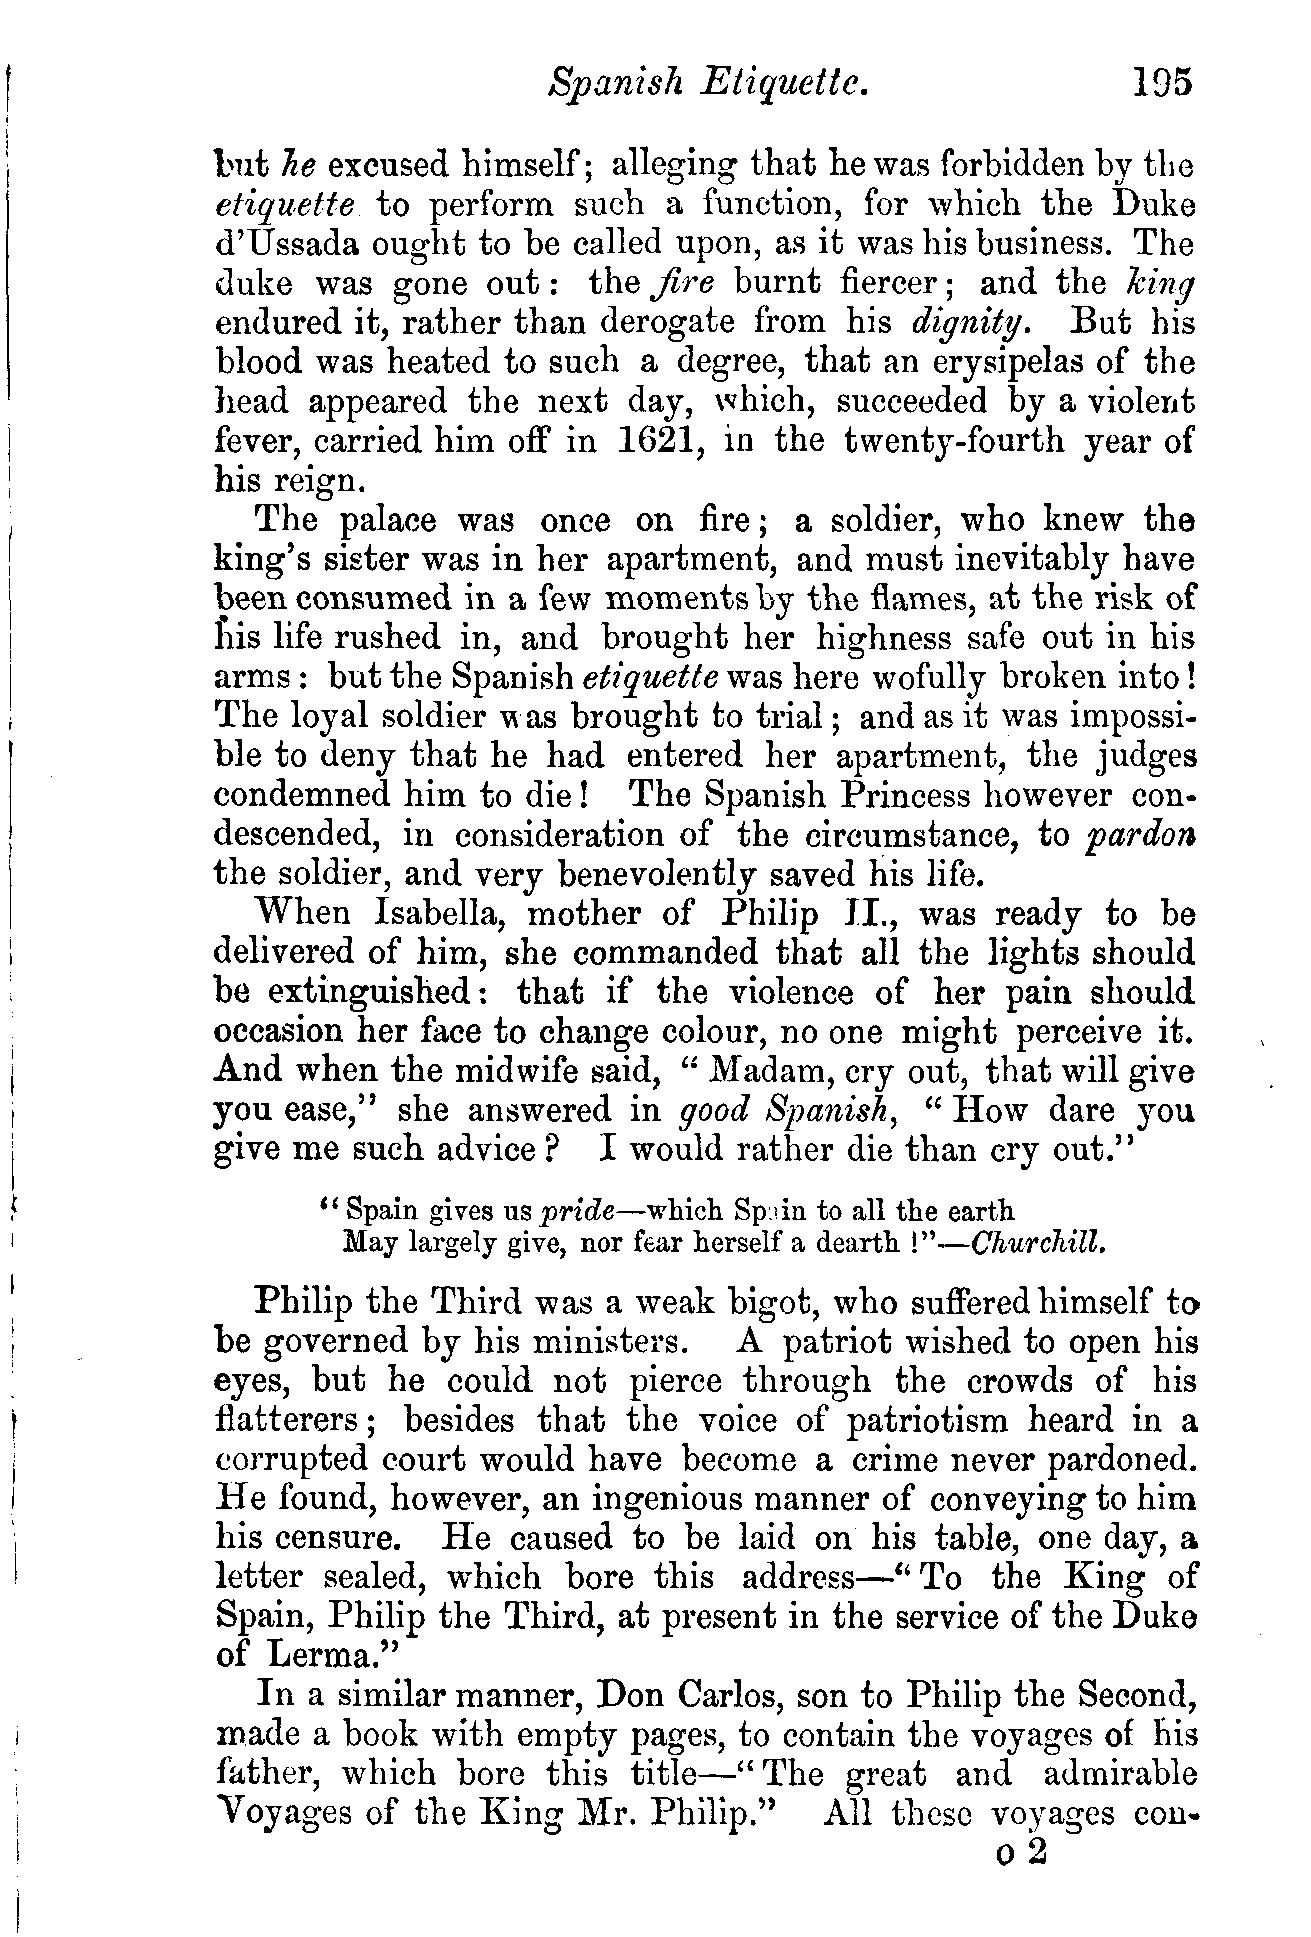 Spanish Etiquette. 195
but he excused himself; alleging that he was forbidden by the
etiquette to perform such a function, for which the Duke
d'Ussada ought to be called upon, as it was his business. The
duke was gone out: the fire burnt fiercer; and the king
endured it, rather than derogate from his dignity. But his
blood was heated to such a degree, that an erysipelas of the
head appeared the next day, which, succeeded by a violent
fever, carried him off in 1621, in the twenty-fourth year of
his reign.
The palace was once on fire; a soldier, who knew the
king's sister was in her apartment, and must inevitably have
been consumed in a few moments by the flames, at the risk of
his life rushed in, and brought her highness safe out in his
arms: but the Spanish etiquette was here wofully broken into!
The loyal soldier was brought to trial; and as it was impossi-
ble to deny that he had entered her apartment, the judges
condemned him to die! The Spanish Princess however con-
descended, in consideration of the circumstance, to pardon
the soldier, and very benevolently saved his life.
When Isabella, mother of Philip II., was ready to be
delivered of him, she commanded that all the lights should
be extinguished: that if the violence of her pain should
occasion her face to change colour, no one might perceive it.
And when the midwife said, "Madam, cry out, that will give
you ease," she answered in good Spanish, "How dare you
give me such advice? I would rather die than cry out."
"Spain gives us pride—which Spain to all the earth
May largely give, nor fear herself a dearth!"—Churchill.
Philip the Third was a weak bigot, who suffered himself to
be governed by his ministers. A patriot wished to open his
eyes, but he could not pierce through the crowds of his
flatterers; besides that the voice of patriotism heard in a
corrupted court would have become a crime never pardoned.
He found, however, an ingenious manner of conveying to him
his censure. He caused to be laid on his table, one day, a
letter sealed, which bore this address—"To the King of
Spain, Philip the Third, at present in the service of the Duke
of Lerma."
In a similar manner, Don Carlos, son to Philip the Second,
made a book with empty pages, to contain the voyages of his
father, which bore this title—"The great and admirable
Voyages of the King Mr. Philip." All these voyages con-
o 2